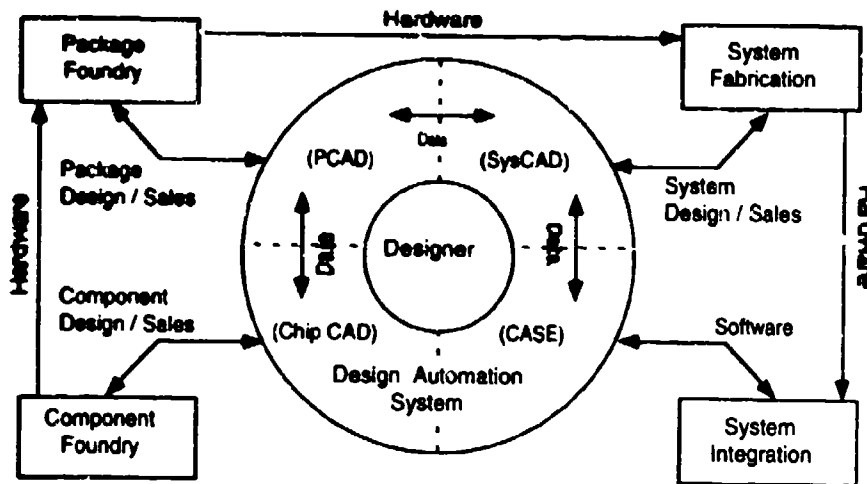 Hardware
Package
Foundry
System
Fabrication
Data
(PCAD)
(SysCAD)
Package
Design / Sales
System
Design / Sales
Hardware
Data
Designer
Data
Component
Design / Sales
(Chip CAD)
(CASE)
Software
Design Automation
System
Component
Foundry
System
Integration